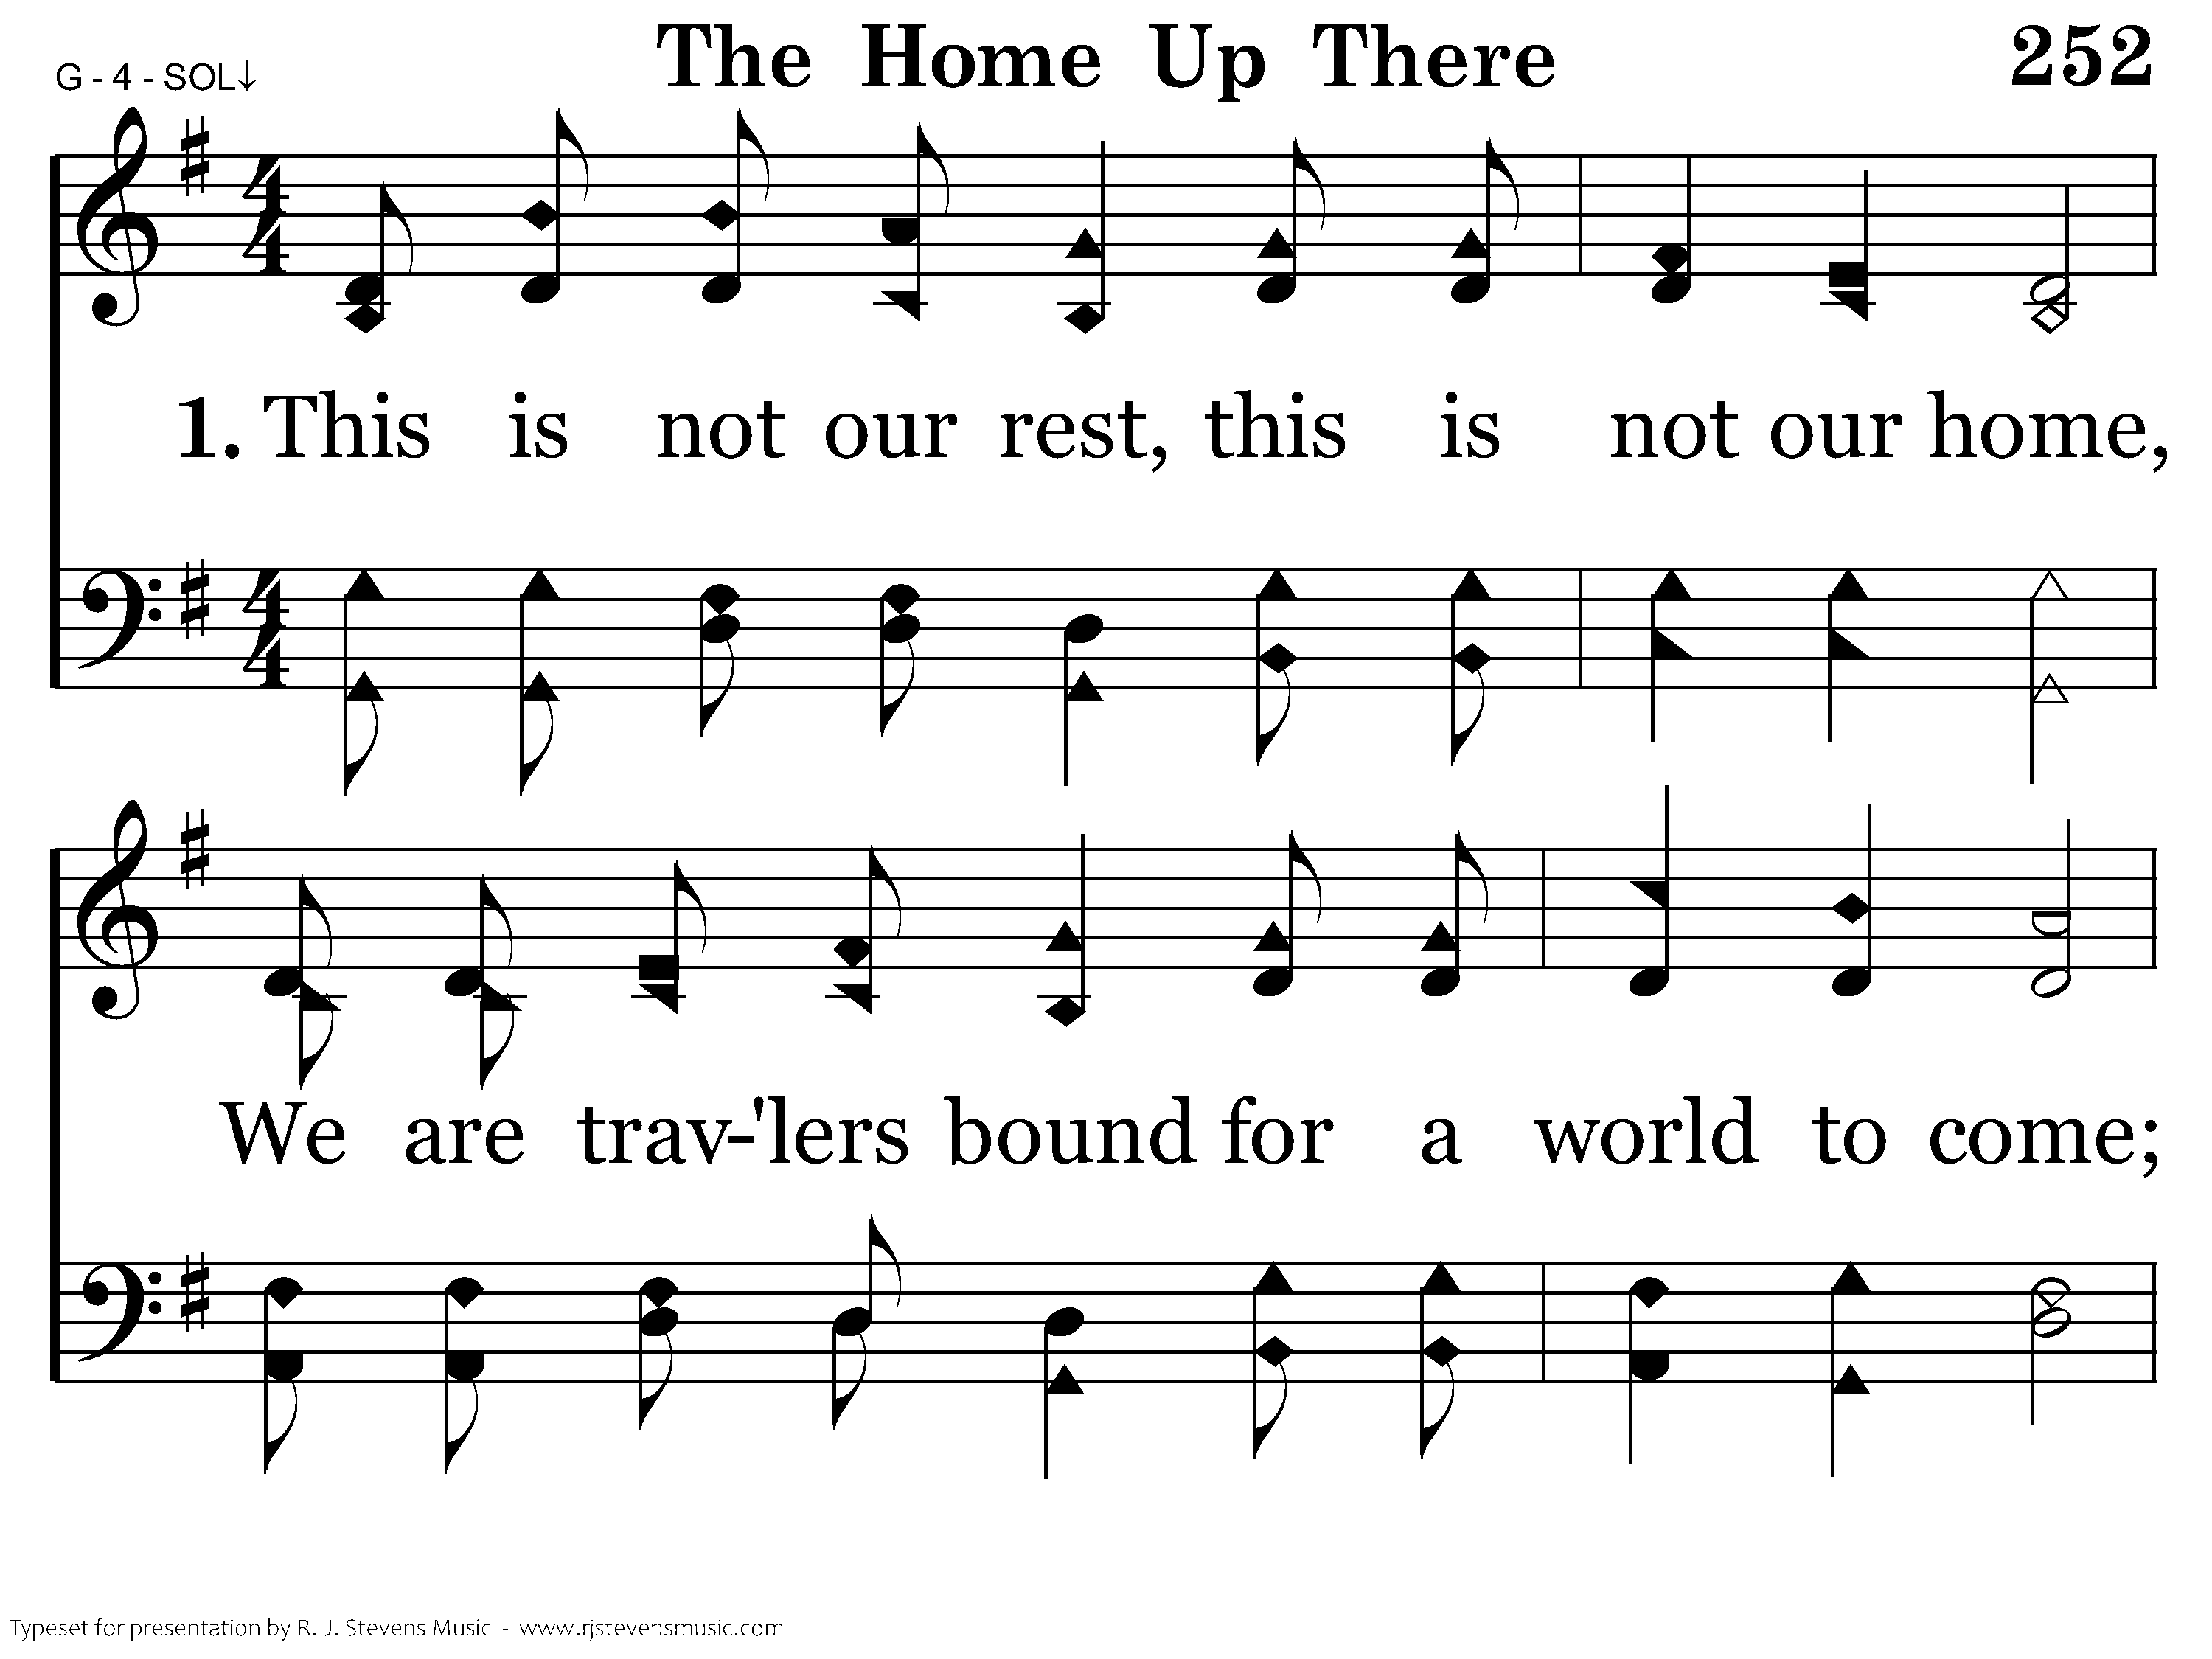 The Home Up There
252
G - 4 - SOL↓
1. This is not our rest, this is not our home,
We are trav-'lers bound for a world to come;
Typeset for presentation by R. J. Stevens Music - www.rjstevensmusic.com